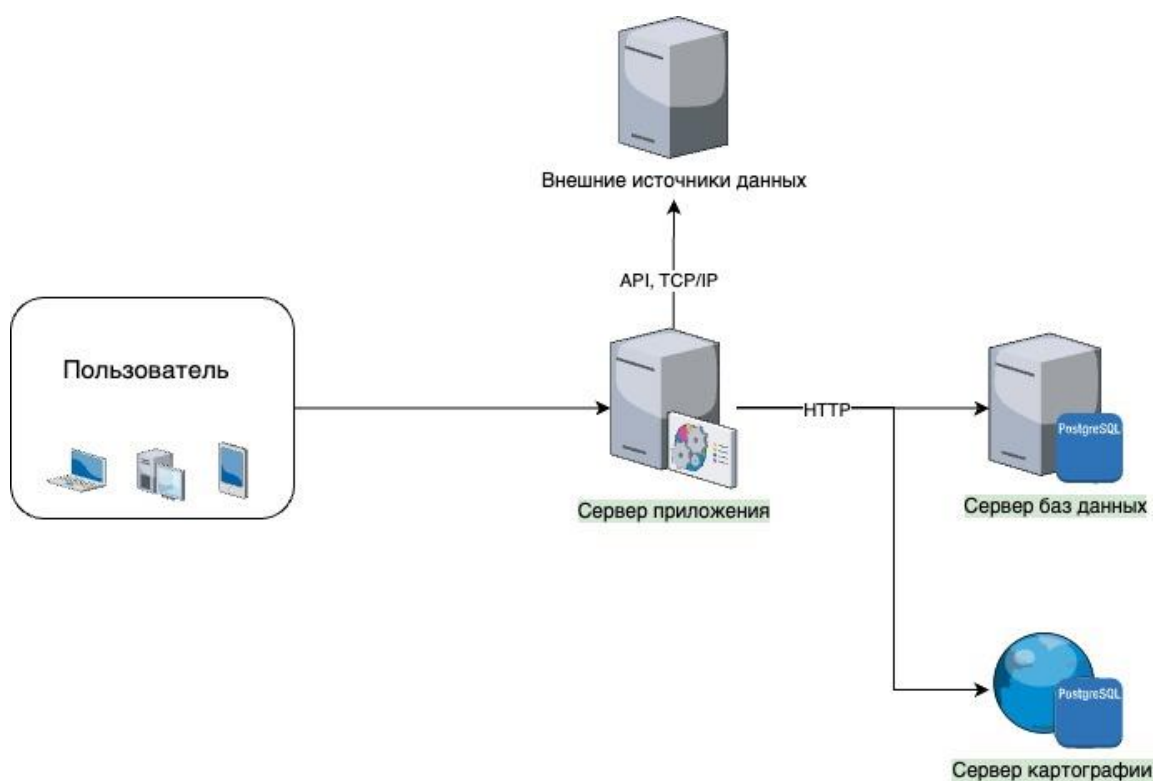 Внешние источники данных
API, TCP/IP
Пользователь
HTTP
PostgreSQL
Сервер приложения
Сервер баз данных
PostgreSQL
Сервер картографии